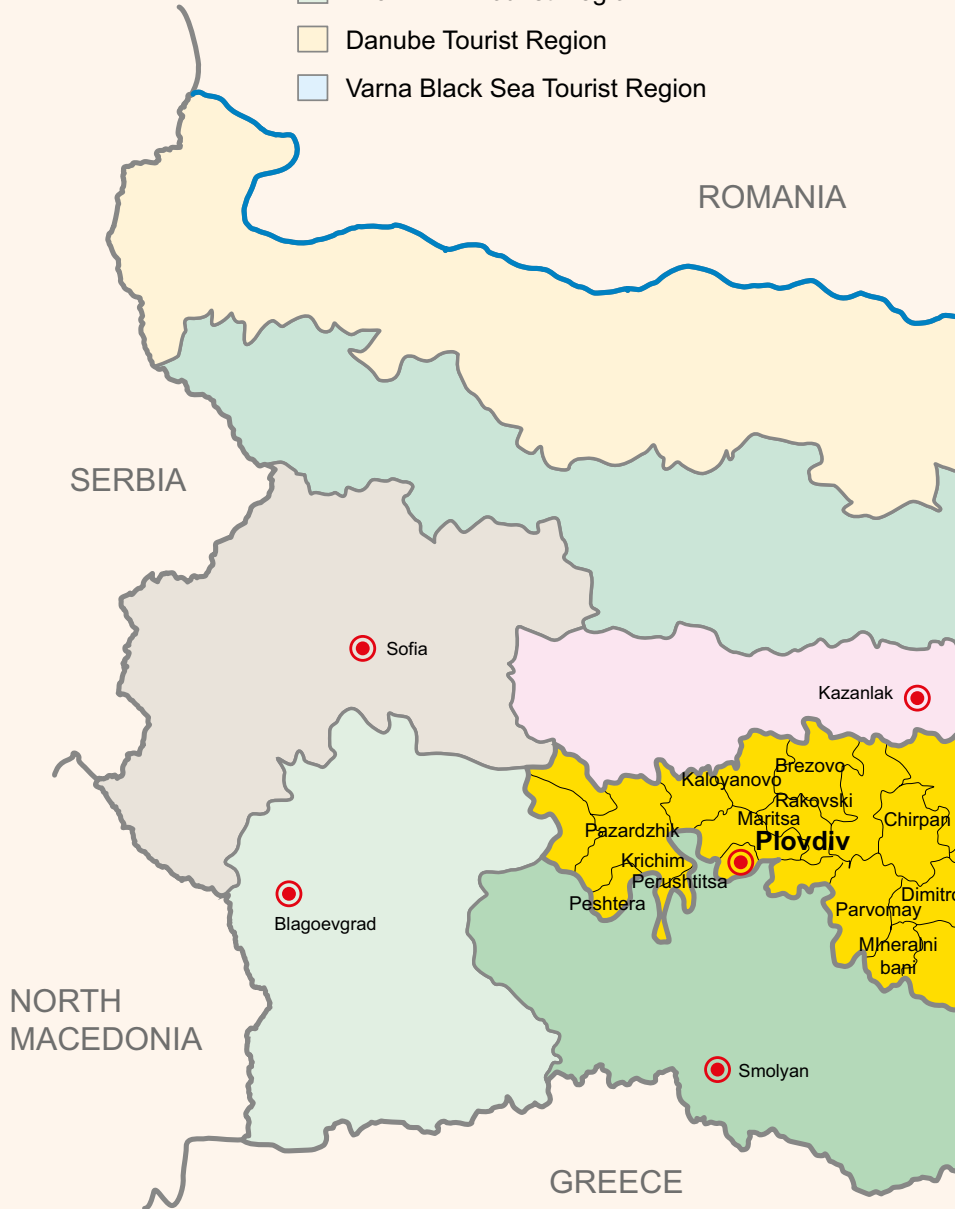 Danube Tourist Region
Varna Black Sea Tourist Region
ROMANIA
SERBIA
Sofia
Kazanlak
Brezovo
Kaloyanovo
Rakovski
Maritsa
Chirpan
Pazardzhik
Plovdiv
Krichim
Perushtitsa
Peshtera
Dimitro
Parvomay
Blagoevgrad
MIneralni
bani
NORTH
MACEDONIA
Smolyan
GREECE